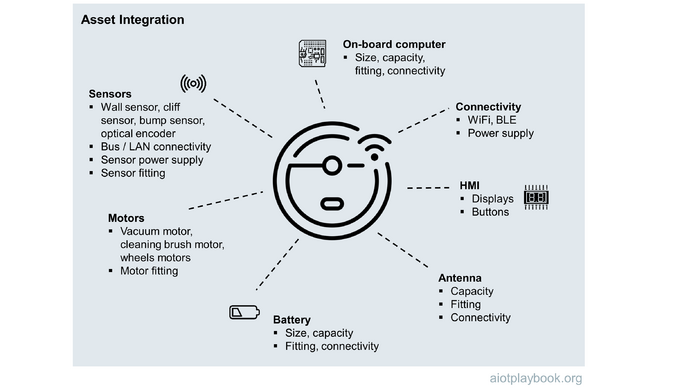 Asset Integration
On-board computer
▪ Size, capacity,
fitting, connectivity
Sensors
▪ Wall sensor, cliff
sensor, bump sensor,
optical encoder
▪ Bus / LAN connectivity
▪ Sensor power supply
▪ Sensor fitting
Connectivity
▪ WiFi, BLE
▪ Power supply
HMI
▪ Displays
▪ Buttons
Motors
▪ Vacuum motor,
cleaning brush motor,
wheels motors
▪ Motor fitting
Antenna
▪ Capacity
▪ Fitting
▪ Connectivity
Battery
▪ Size, capacity
▪ Fitting, connectivity
aiotplaybook.org